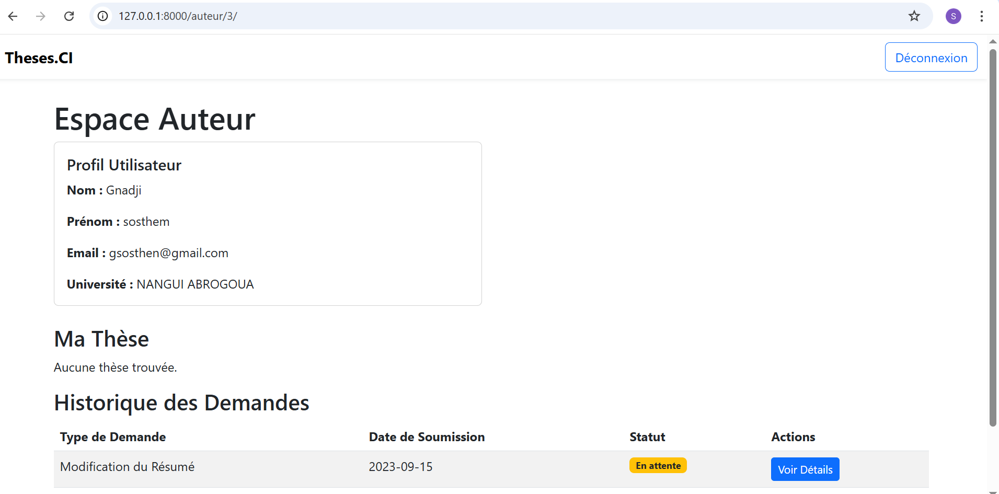 127.0.0.1:8000/auteur/3/
S
Theses.CI
Déconnexion
Espace Auteur
Profil Utilisateur
Nom : Gnadji
Prénom : sosthem
Email : gsosthen@gmail.com
Université : NANGUI ABROGOUA
Ma Thèse
Aucune thèse trouvée.
Historique des Demandes
Type de Demande Date de Soumission Statut Actions
Modification du Résumé 2023-09-15 En attente Voir Détails